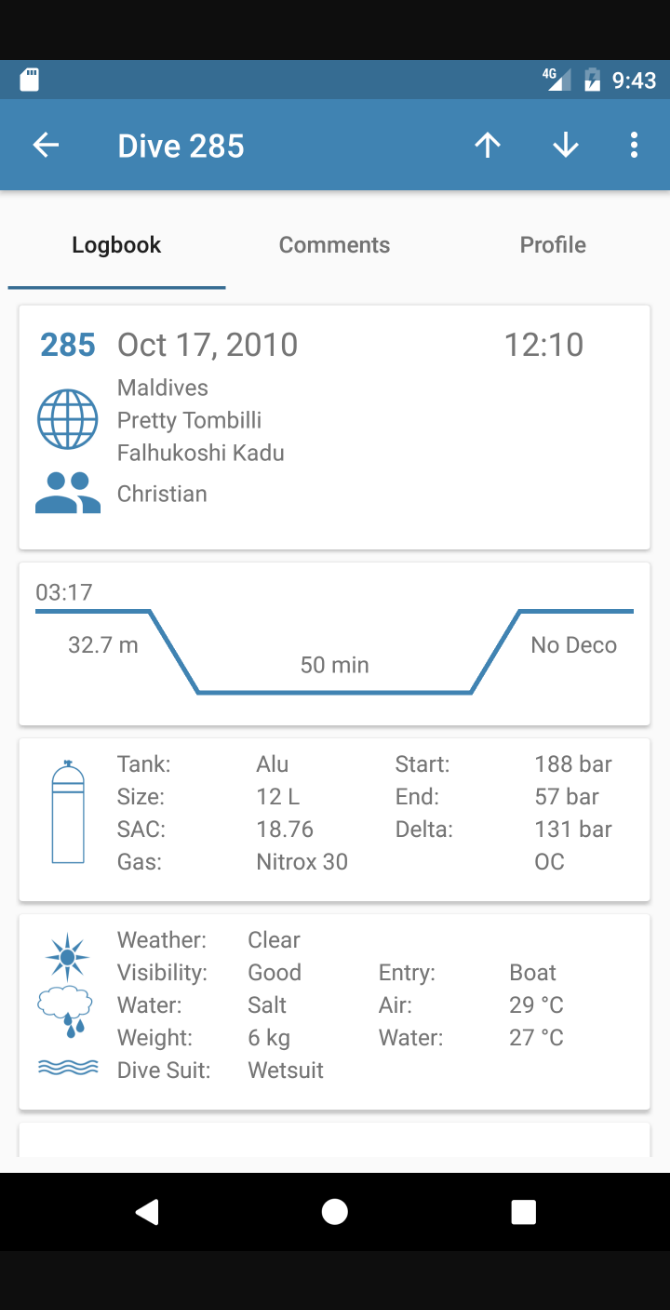 4G 9:43
Dive 285
Logbook Comments Profile
285 Oct 17, 2010 12:10
Maldives
Pretty Tombilli
Falhukoshi Kadu
Christian
03:17
32.7 m 50 min No Deco
Tank: Alu Start: 188 bar
Size: 12 L End: 57 bar
SAC: 18.76 Delta: 131 bar
Gas: Nitrox 30 OC
Weather: Clear
Visibility: Good Entry: Boat
Water: Salt Air: 29 °C
Weight: 6 kg Water: 27 °C
Dive Suit: Wetsuit